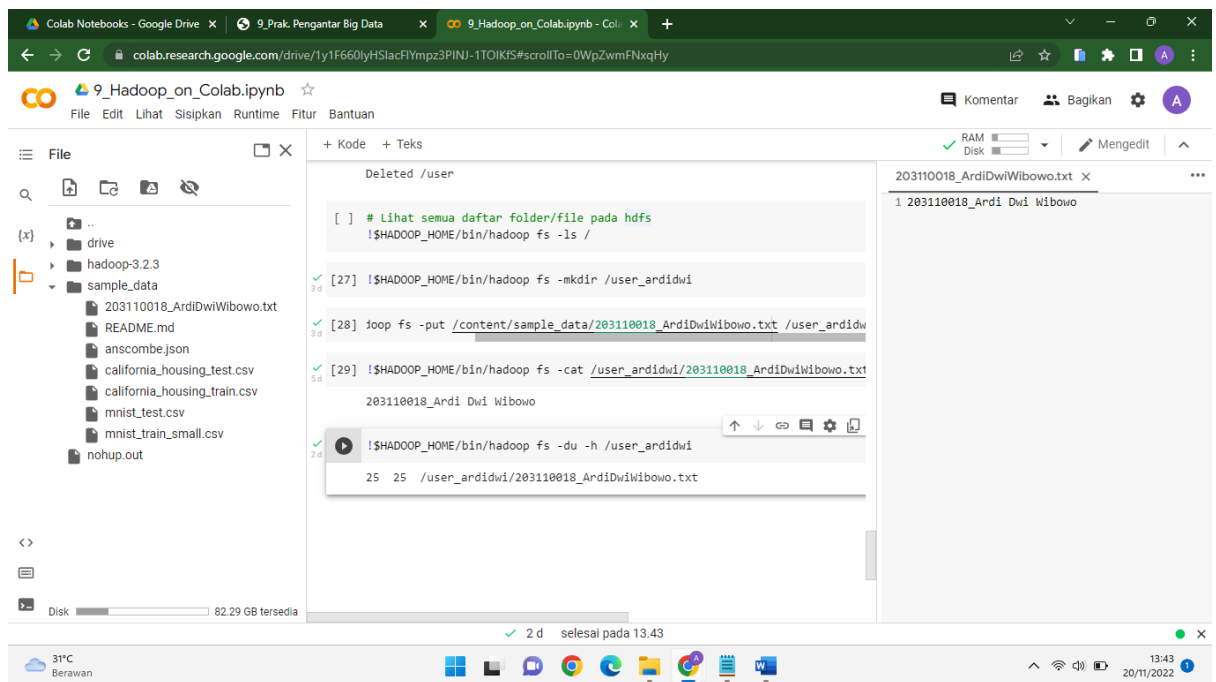 Colab Notebooks - Google Drive
9_Prak. Pengantar Big Data
9_Hadoop_on_Colab.ipynb - Cola
colab.research.google.com/drive/1y1F660lyHSlacFlYmpz3PINJ-1TOIKfS#scrollTo=0WpZwmFNxqHy
A
9_Hadoop_on_Colab.ipynb
File Edit Lihat Sisipkan Runtime Fitur Bantuan
Komentar
Bagikan
A
File
+ Kode + Teks
RAM
Disk
Mengedit
{x}
..
drive
hadoop-3.2.3
sample_data
203110018_ArdiDwiWibowo.txt
README.md
anscombe.json
california_housing_test.csv
california_housing_train.csv
mnist_test.csv
mnist_train_small.csv
nohup.out
Disk
82.29 GB tersedia
Deleted /user
[ ] # Lihat semua daftar folder/file pada hdfs
!$HADOOP_HOME/bin/hadoop fs -ls /
[27] !$HADOOP_HOME/bin/hadoop fs -mkdir /user_ardidwi
3 d
[28] doop fs -put /content/sample_data/203110018_ArdiDwiWibowo.txt /user_ardidw
3 d
[29] !$HADOOP_HOME/bin/hadoop fs -cat /user_ardidwi/203110018_ArdiDwiWibowo.txt
5 d
203110018_Ardi Dwi Wibowo
!$HADOOP_HOME/bin/hadoop fs -du -h /user_ardidwi
2 d
25 25 /user_ardidwi/203110018_ArdiDwiWibowo.txt
203110018_ArdiDwiWibowo.txt
1 203110018_Ardi Dwi Wibowo
2 d selesai pada 13.43
31°C
Berawan
W
13:43
20/11/2022
1